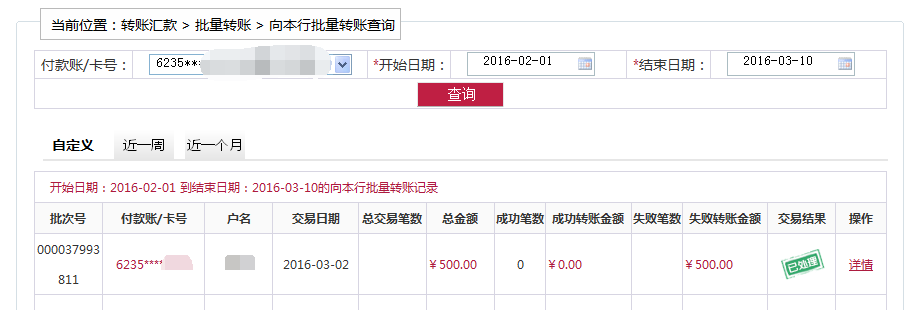 当前位置：转账汇款 > 批量转账 > 向本行批量转账查询
付款账/卡号： 6235*** *开始日期： 2016-02-01 *结束日期： 2016-03-10
查询
自定义 近一周 近一个月
开始日期：2016-02-01 到结束日期：2016-03-10的向本行批量转账记录
批次号 付款账/卡号 户名 交易日期 总交易笔数 总金额 成功笔数 成功转账金额 失败笔数 失败转账金额 交易结果 操作
000037993811 6235**** 2016-03-02 ￥500.00 0 ￥0.00 ￥500.00 已处理 详情